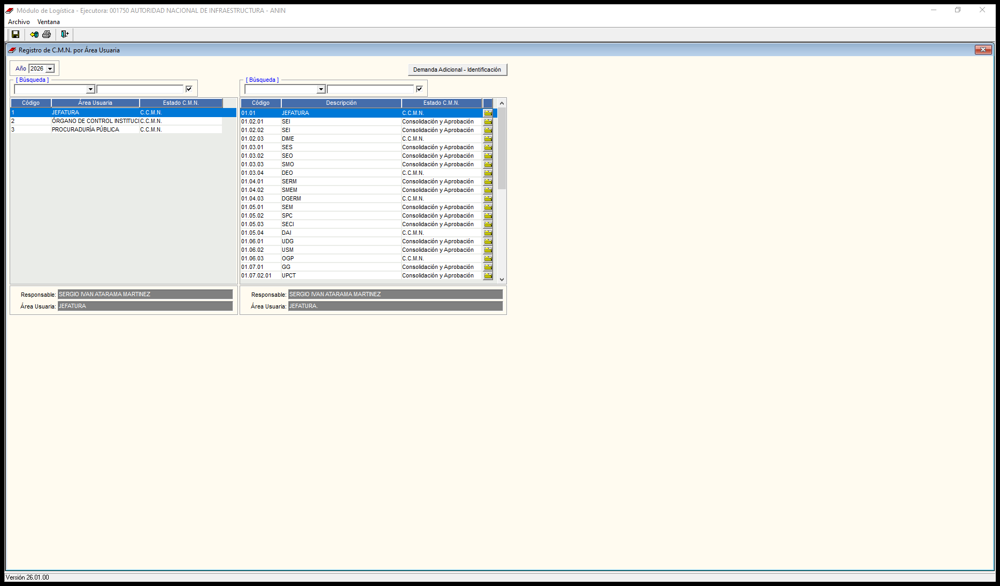 Módulo de Logística - Ejecutora: 001750 AUTORIDAD NACIONAL DE INFRAESTRUCTURA - ANIN
Archivo Ventana
Registro de C.M.N. por Área Usuaria
Año 2026
Demanda Adicional - Identificación
[ Búsqueda ] [ Búsqueda ]
Código Área Usuaria Estado C.M.N.
1 JEFATURA C.C.M.N.
2 ÓRGANO DE CONTROL INSTITUCI C.C.M.N.
3 PROCURADURÍA PÚBLICA C.C.M.N.
Código Descripción Estado C.M.N.
01.01 JEFATURA C.C.M.N.
01.02.01 SEI Consolidación y Aprobación
01.02.02 SEI Consolidación y Aprobación
01.02.03 DIME C.C.M.N.
01.03.01 SES Consolidación y Aprobación
01.03.02 SEO Consolidación y Aprobación
01.03.03 SMO Consolidación y Aprobación
01.03.04 DEO C.C.M.N.
01.04.01 SERM Consolidación y Aprobación
01.04.02 SMEM Consolidación y Aprobación
01.04.03 DGERM C.C.M.N.
01.05.01 SEM Consolidación y Aprobación
01.05.02 SPC Consolidación y Aprobación
01.05.03 SECI Consolidación y Aprobación
01.05.04 DAI C.C.M.N.
01.06.01 UDG Consolidación y Aprobación
01.06.02 USM Consolidación y Aprobación
01.06.03 OGP C.C.M.N.
01.07.01 GG Consolidación y Aprobación
01.07.02.01 UPCT Consolidación y Aprobación
Responsable: SERGIO IVAN ATARAMA MARTINEZ
Área Usuaria: JEFATURA
Responsable: SERGIO IVAN ATARAMA MARTINEZ
Área Usuaria: JEFATURA.
Versión 26.01.00